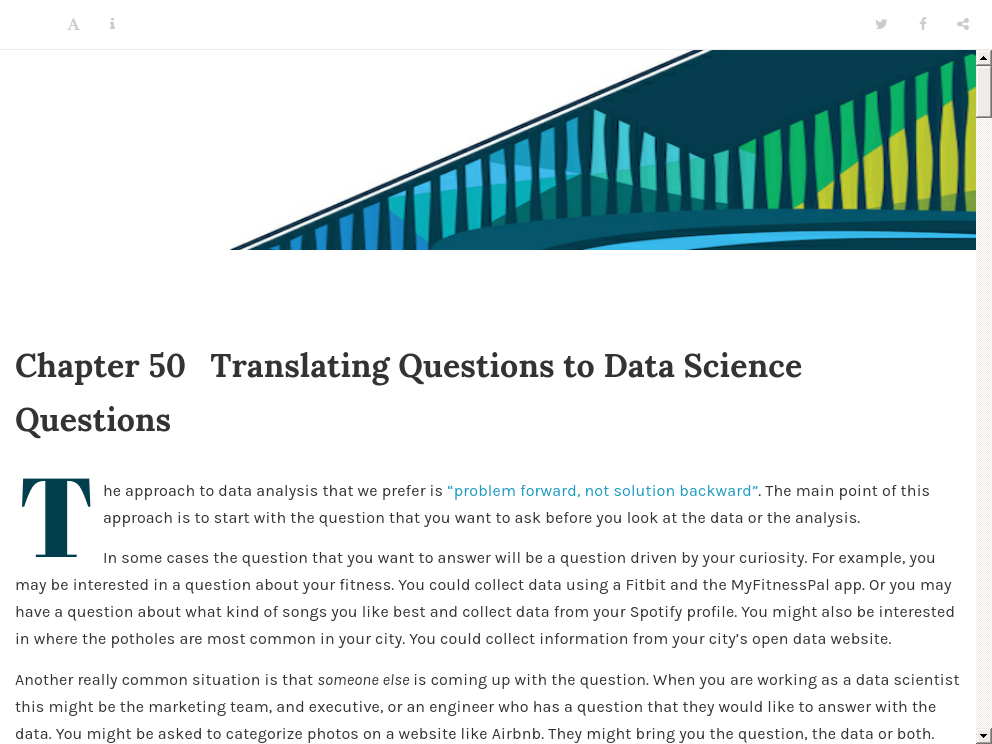 Chapter 50 Translating Questions to Data Science
Questions
The approach to data analysis that we prefer is “problem forward, not solution backward”. The main point of this
approach is to start with the question that you want to ask before you look at the data or the analysis.
In some cases the question that you want to answer will be a question driven by your curiosity. For example, you
may be interested in a question about your fitness. You could collect data using a Fitbit and the MyFitnessPal app. Or you may
have a question about what kind of songs you like best and collect data from your Spotify profile. You might also be interested
in where the potholes are most common in your city. You could collect information from your city’s open data website.
Another really common situation is that someone else is coming up with the question. When you are working as a data scientist
this might be the marketing team, and executive, or an engineer who has a question that they would like to answer with the
data. You might be asked to categorize photos on a website like Airbnb. They might bring you the question, the data or both.